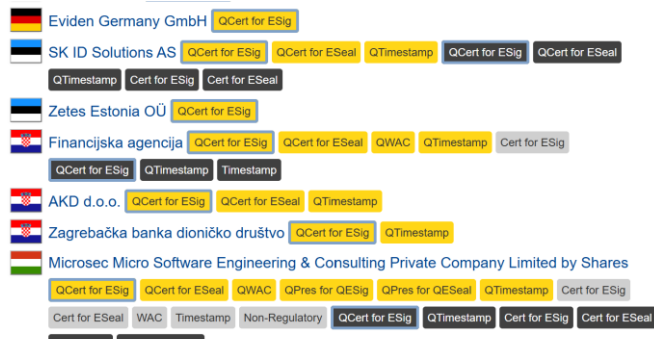 Eviden Germany GmbH QCert for ESig
SK ID Solutions AS QCert for ESig QCert for ESeal QTimestamp QCert for ESig QCert for ESeal
QTimestamp Cert for ESig Cert for ESeal
Zetes Estonia OÜ QCert for ESig
Financijska agencija QCert for ESig QCert for ESeal QWAC QTimestamp Cert for ESig
QCert for ESig QTimestamp Timestamp
AKD d.o.o. QCert for ESig QCert for ESeal QTimestamp
Zagrebačka banka dioničko društvo QCert for ESig QTimestamp
Microsec Micro Software Engineering & Consulting Private Company Limited by Shares
QCert for ESig QCert for ESeal QWAC QPres for QESig QPres for QESeal QTimestamp Cert for ESig
Cert for ESeal WAC Timestamp Non-Regulatory QCert for ESig QTimestamp Cert for ESig Cert for ESeal